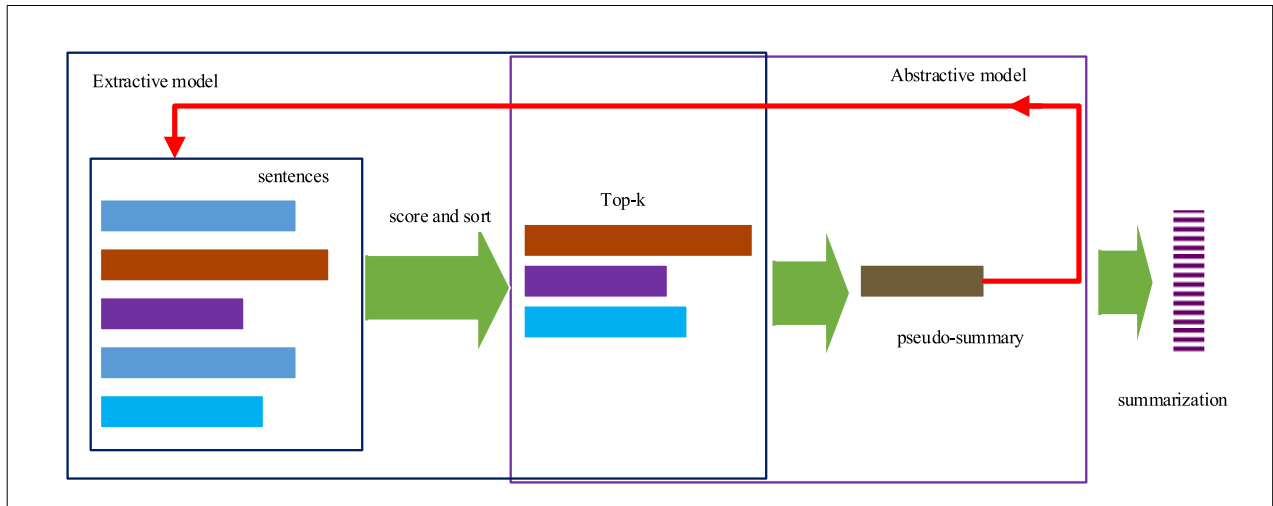 Extractive model
Abstractive model
sentences
score and sort
Top-k
pseudo-summary
summarization